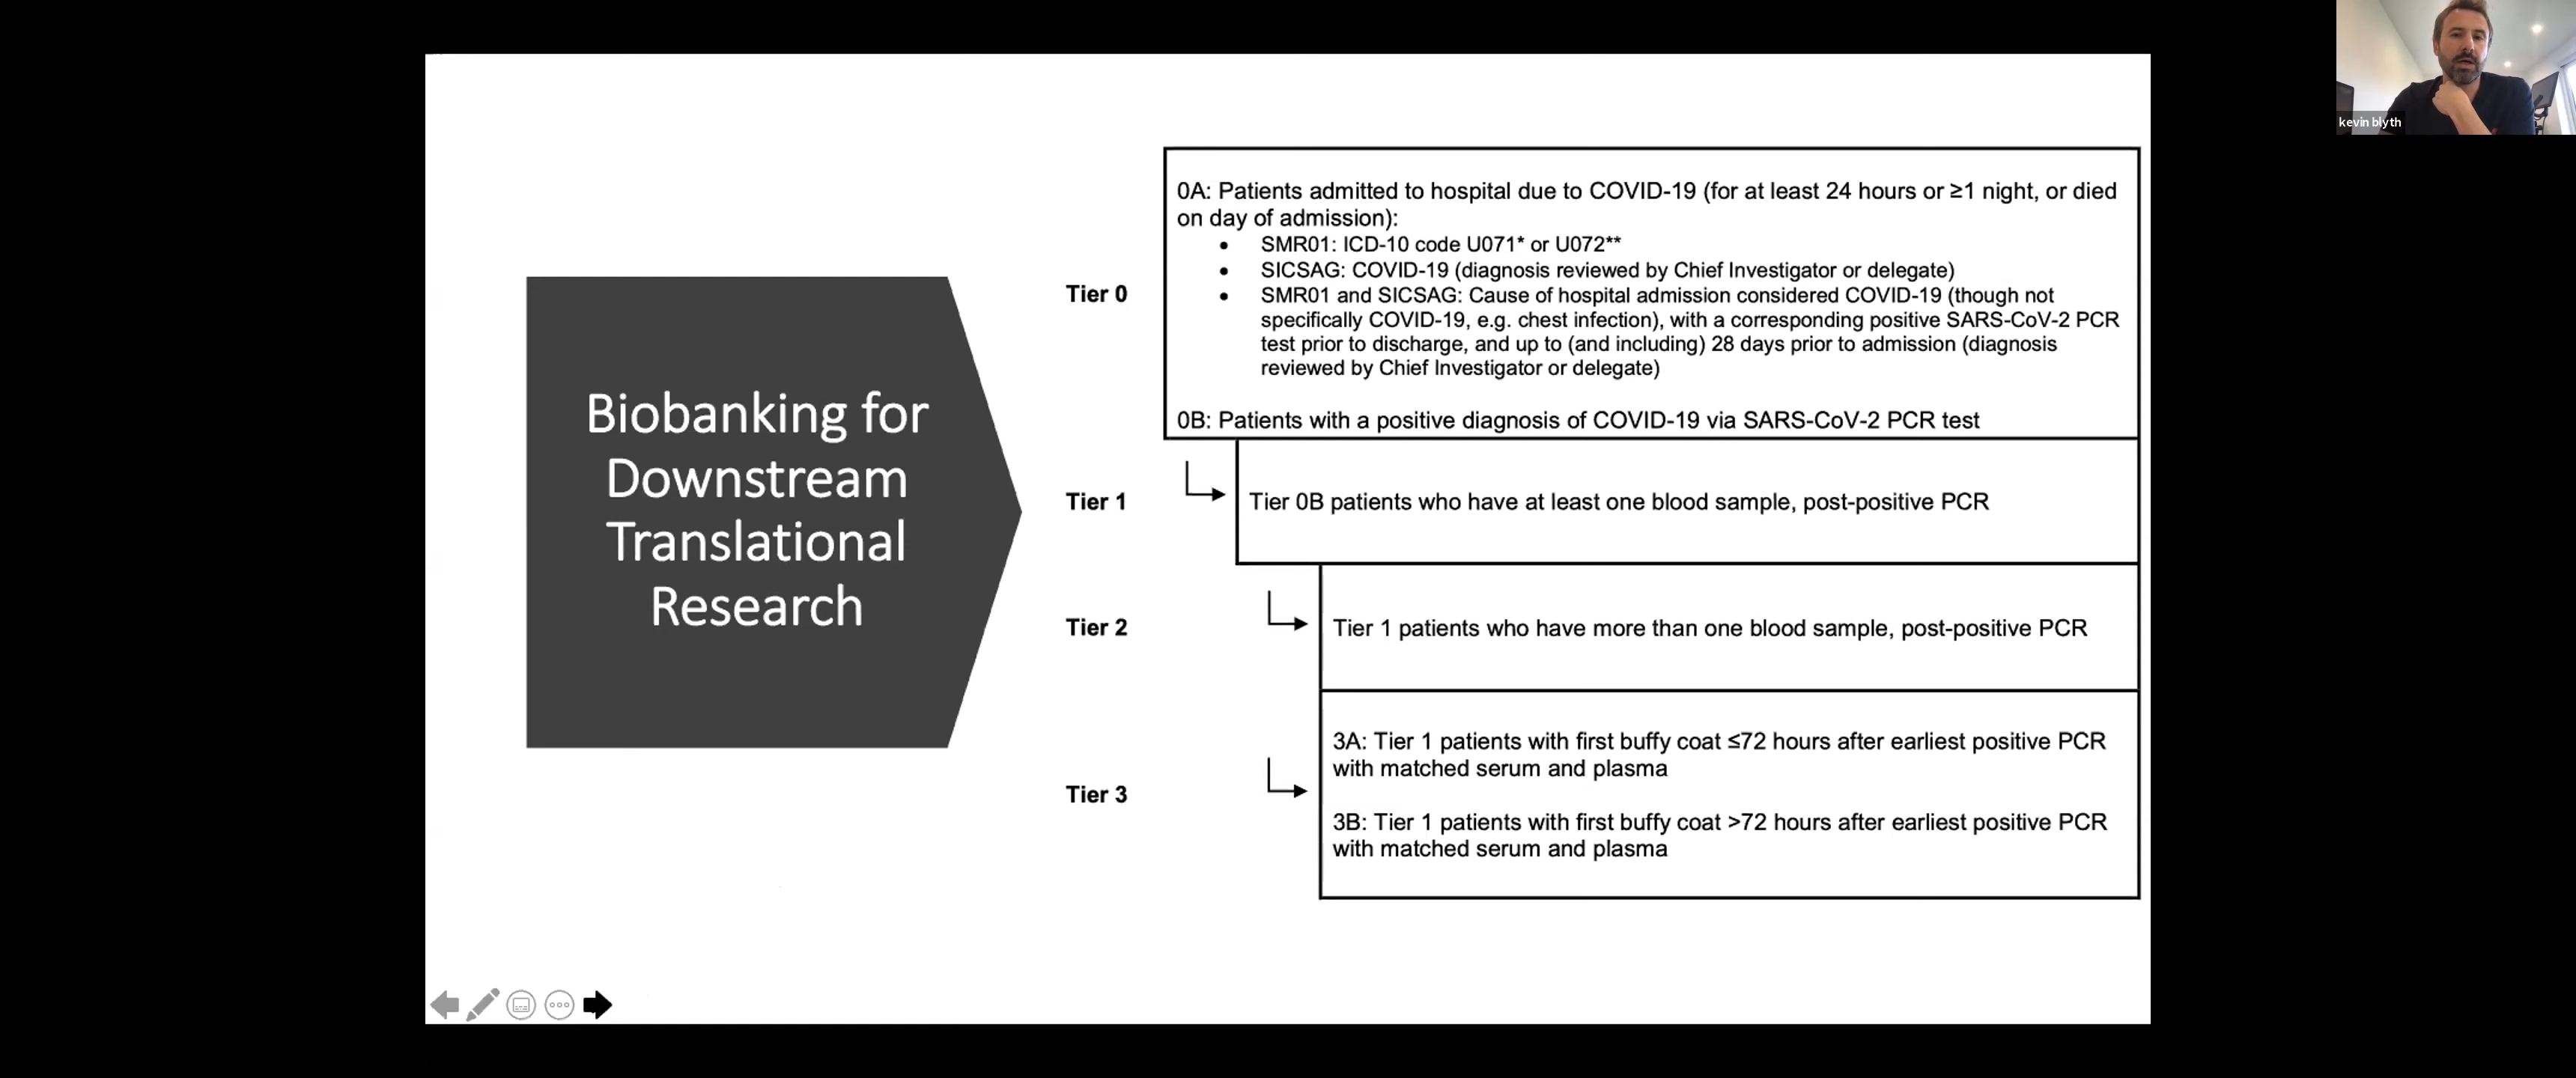 kevin blyth
Biobanking for
Downstream
Translational
Research
Tier 0
0A: Patients admitted to hospital due to COVID-19 (for at least 24 hours or ≥1 night, or died
on day of admission):
• SMR01: ICD-10 code U071* or U072**
• SICSAG: COVID-19 (diagnosis reviewed by Chief Investigator or delegate)
• SMR01 and SICSAG: Cause of hospital admission considered COVID-19 (though not
specifically COVID-19, e.g. chest infection), with a corresponding positive SARS-CoV-2 PCR
test prior to discharge, and up to (and including) 28 days prior to admission (diagnosis
reviewed by Chief Investigator or delegate)
0B: Patients with a positive diagnosis of COVID-19 via SARS-CoV-2 PCR test
Tier 1
Tier 0B patients who have at least one blood sample, post-positive PCR
Tier 2
Tier 1 patients who have more than one blood sample, post-positive PCR
Tier 3
3A: Tier 1 patients with first buffy coat ≤72 hours after earliest positive PCR
with matched serum and plasma
3B: Tier 1 patients with first buffy coat >72 hours after earliest positive PCR
with matched serum and plasma